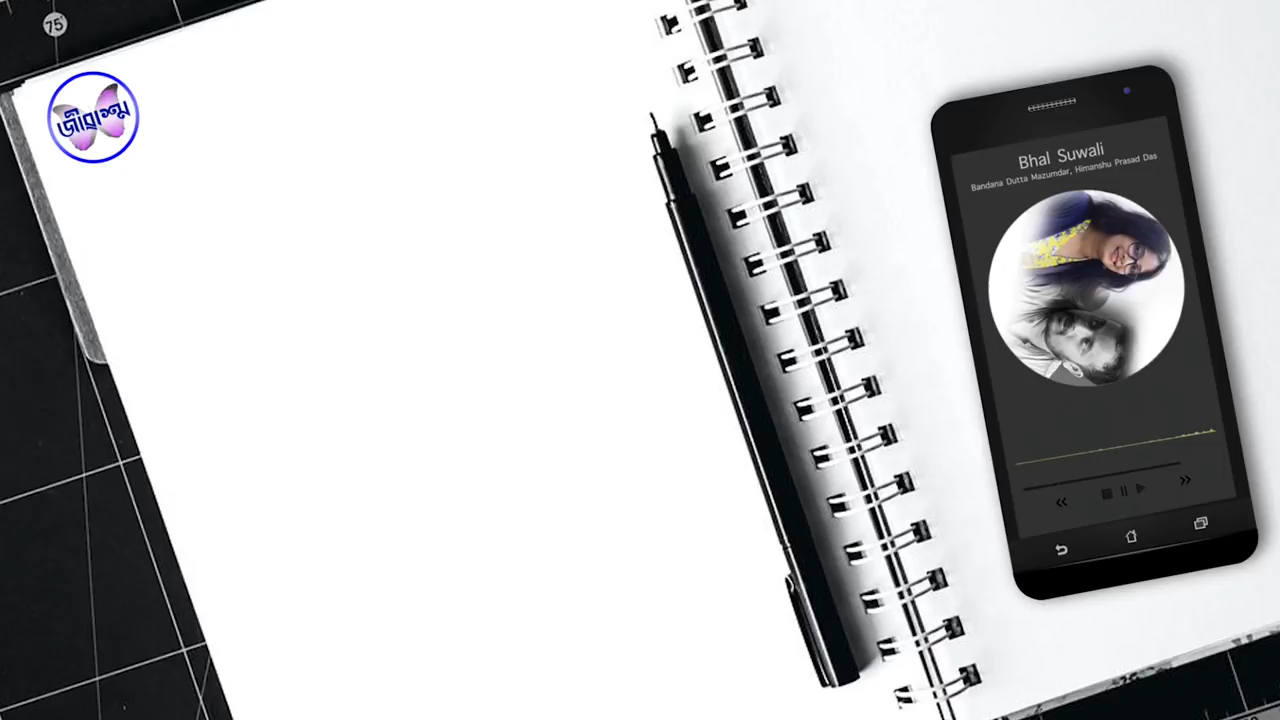 75
জীৱাশ্ম
Bhal Suwali
Bandana Dutta Mazumdar, Himanshu Prasad Das